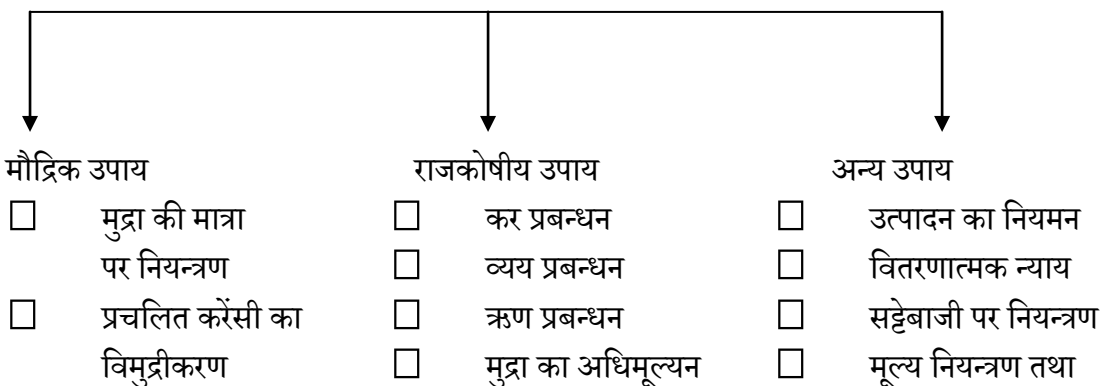 मौद्रिक उपाय
मुद्रा की मात्रा
पर नियन्त्रण
प्रचलित करेंसी का
विमुद्रीकरण
राजकोषीय उपाय
कर प्रबन्धन
व्यय प्रबन्धन
ऋण प्रबन्धन
मुद्रा का अधिमूल्यन
अन्य उपाय
उत्पादन का नियमन
वितरणात्मक न्याय
सट्टेबाजी पर नियन्त्रण
मूल्य नियन्त्रण तथा